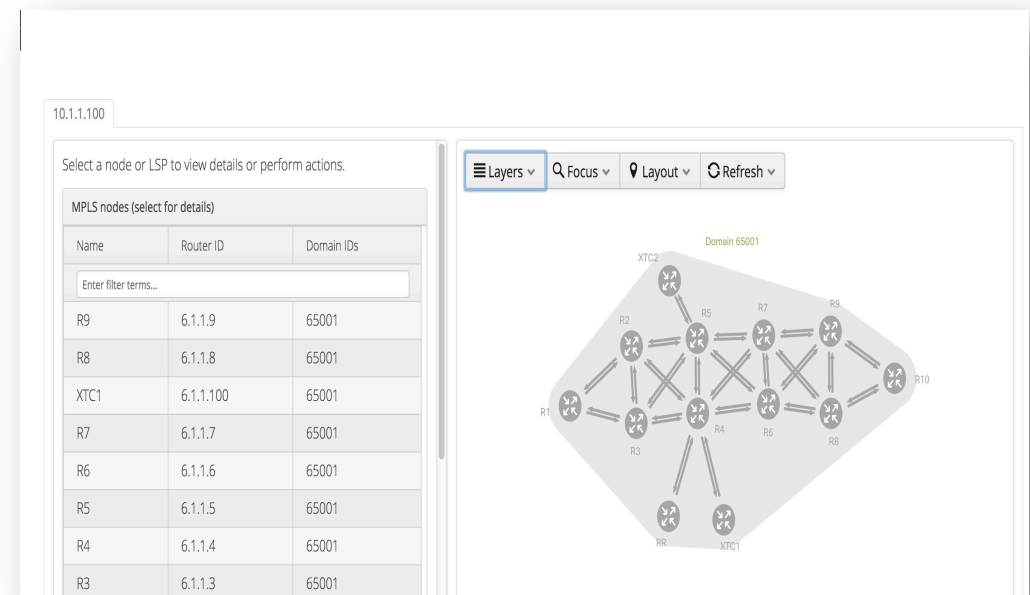 10.1.1.100
Select a node or LSP to view details or perform actions.
MPLS nodes (select for details)
Name Router ID Domain IDs
Enter filter terms...
R9 6.1.1.9 65001
R8 6.1.1.8 65001
XTC1 6.1.1.100 65001
R7 6.1.1.7 65001
R6 6.1.1.6 65001
R5 6.1.1.5 65001
R4 6.1.1.4 65001
R3 6.1.1.3 65001
Layers Focus Layout Refresh
Domain 65001
XTC2
R9
R7
R5
R2
R10
R1
R4
R6
R8
R3
RR
XTC1